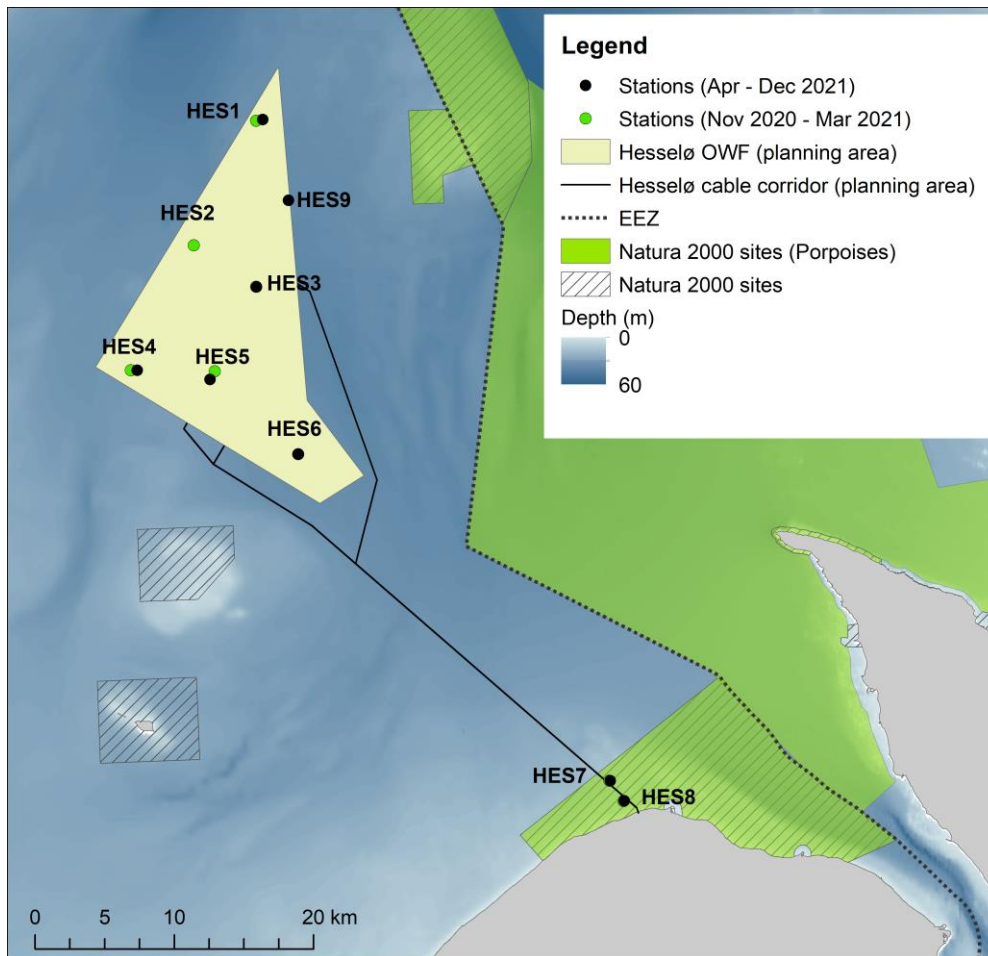 Legend
Stations (Apr - Dec 2021)
Stations (Nov 2020 - Mar 2021)
Hesselø OWF (planning area)
Hesselø cable corridor (planning area)
EEZ
Natura 2000 sites (Porpoises)
Natura 2000 sites
Depth (m)
0
60
HES1
HES9
HES2
HES3
HES4
HES5
HES6
HES7
HES8
0 5 10 20 km